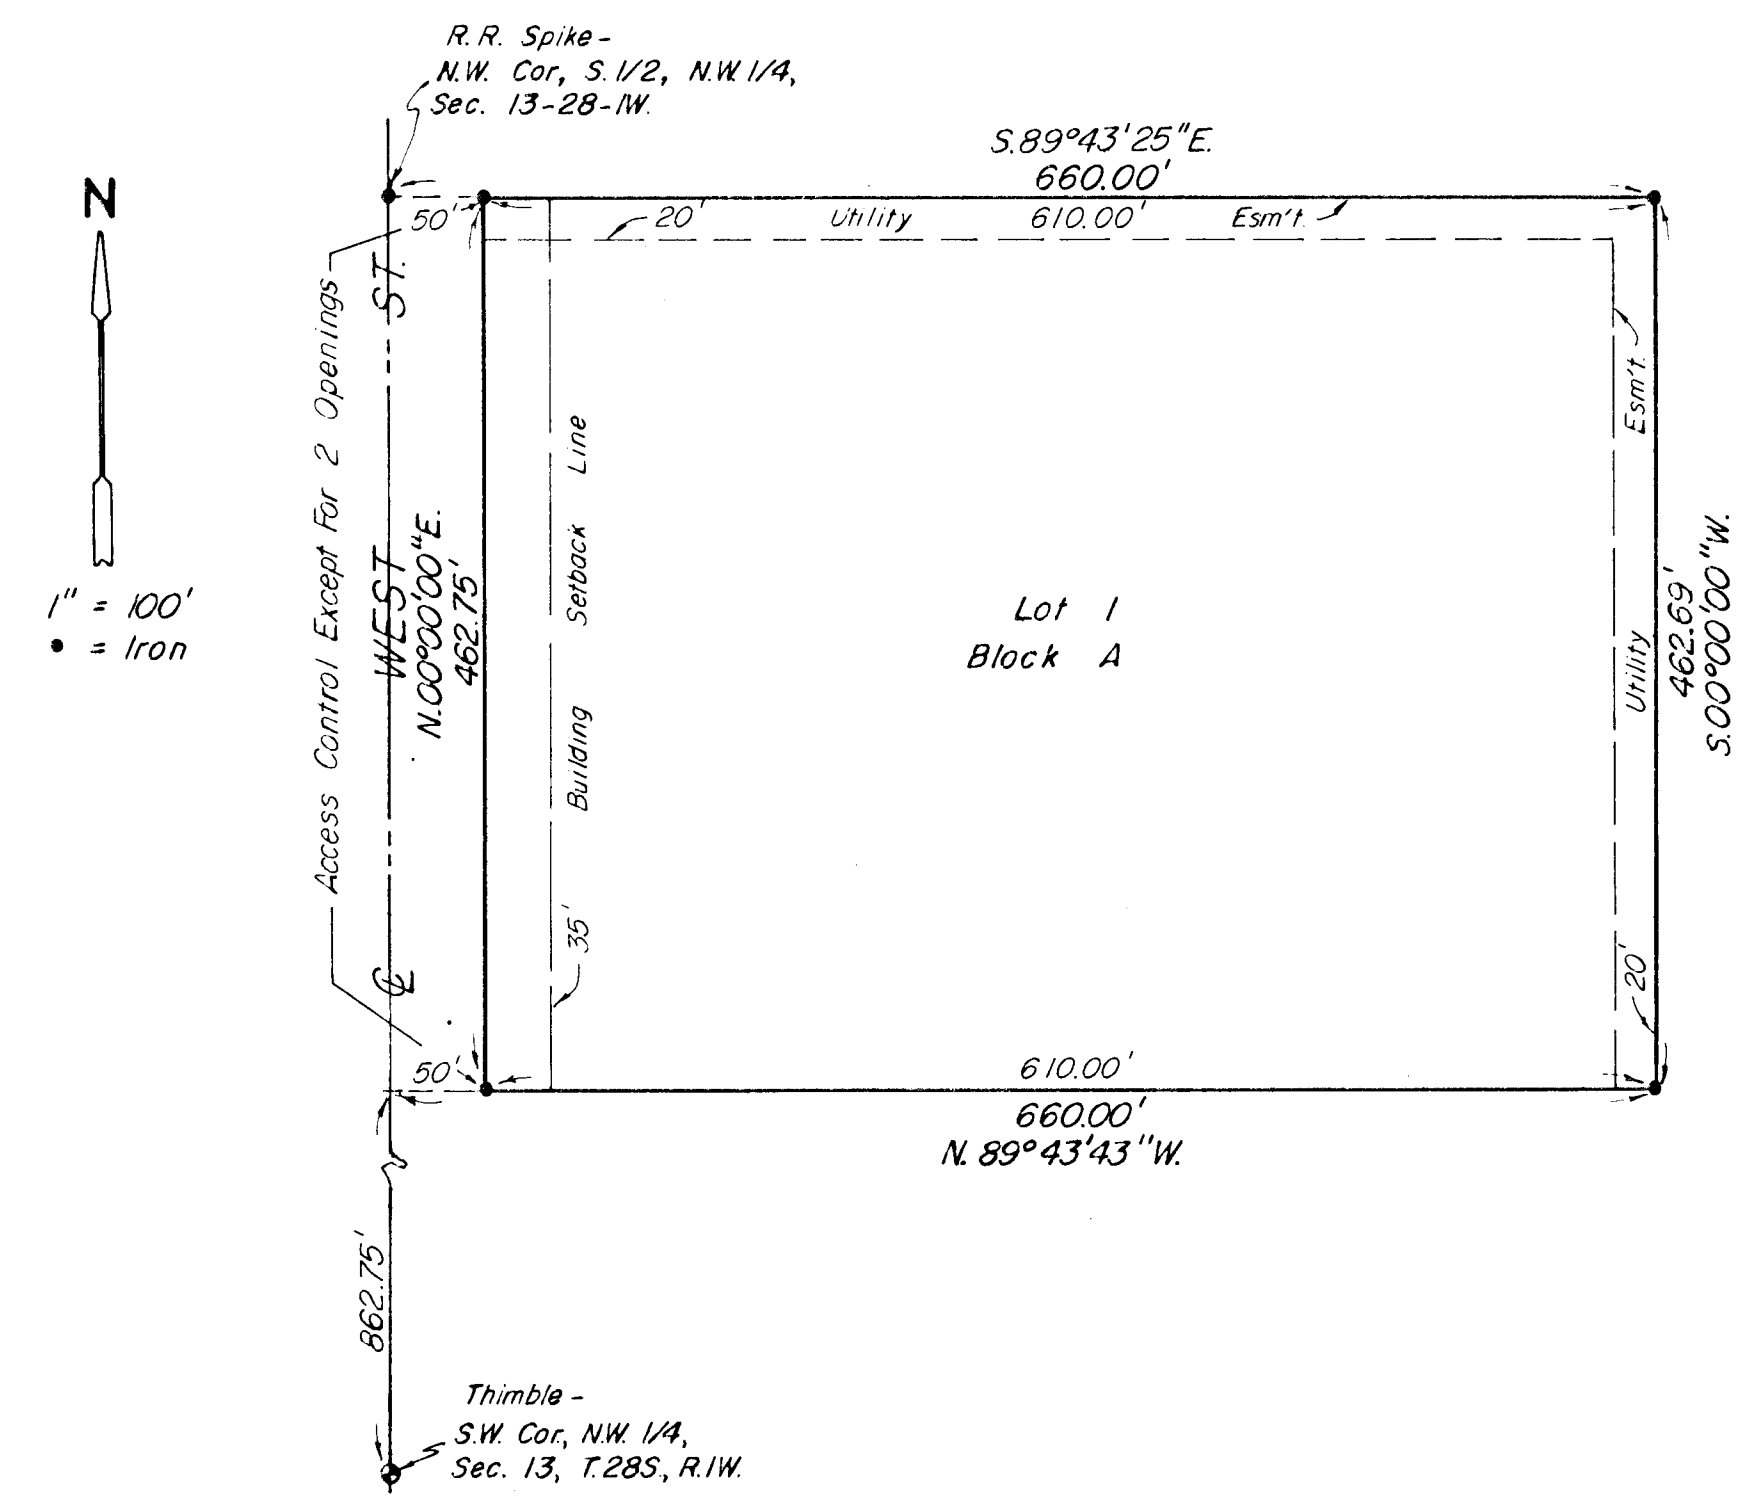 R.R. Spike-
N.W. Cor, S. 1/2, N.W. 1/4,
Sec. 13-28-1W.
N
1" = 100'
• = Iron
S.89°43'25"E.
660.00'
50'
20' Utility 610.00' Esm't.
Access Control Except For 2 Openings
WEST ST.
N.00°00'00"E.
462.75'
35' Building Setback Line
Lot 1
Block A
20' Utility Esm't.
462.69'
S.00°00'00"W.
℄
50'
610.00'
660.00'
N. 89°43'43"W.
862.75'
Thimble-
S.W. Cor., N.W. 1/4,
Sec. 13, T.28S., R.1W.